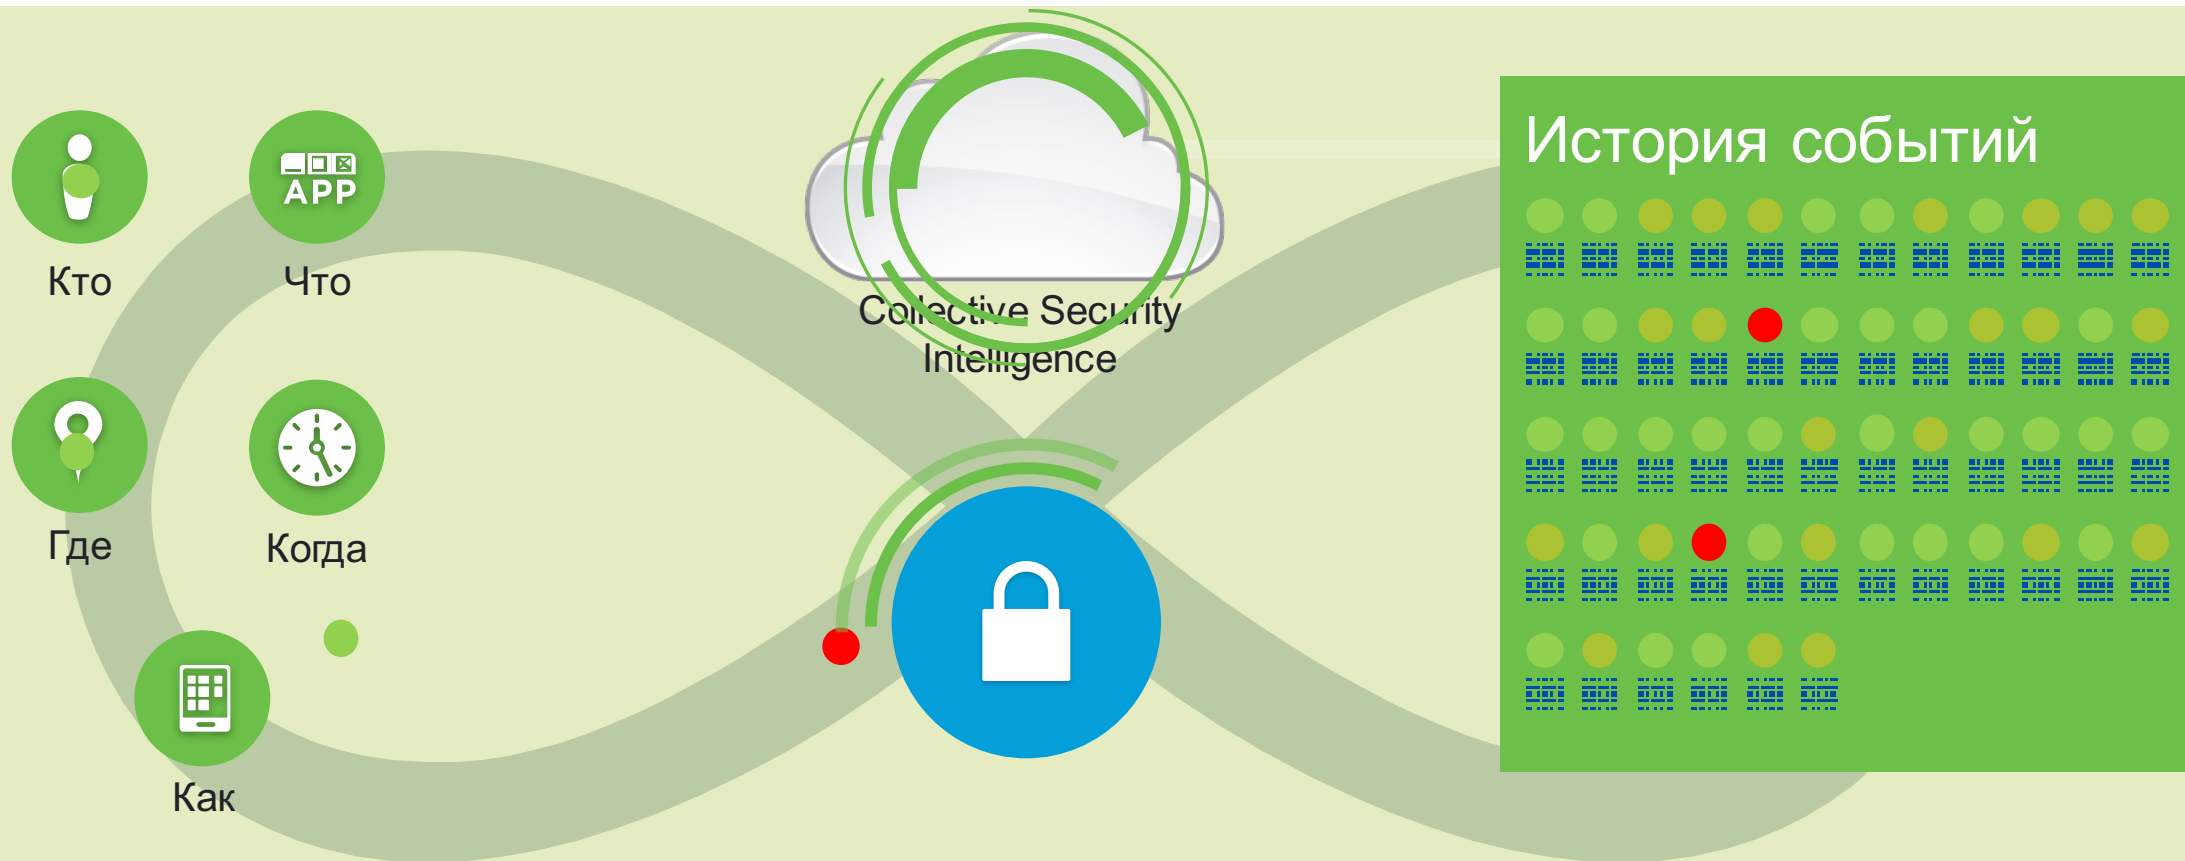 История событий
APP
Кто
Что
Collective Security
Intelligence
Где
Когда
Как